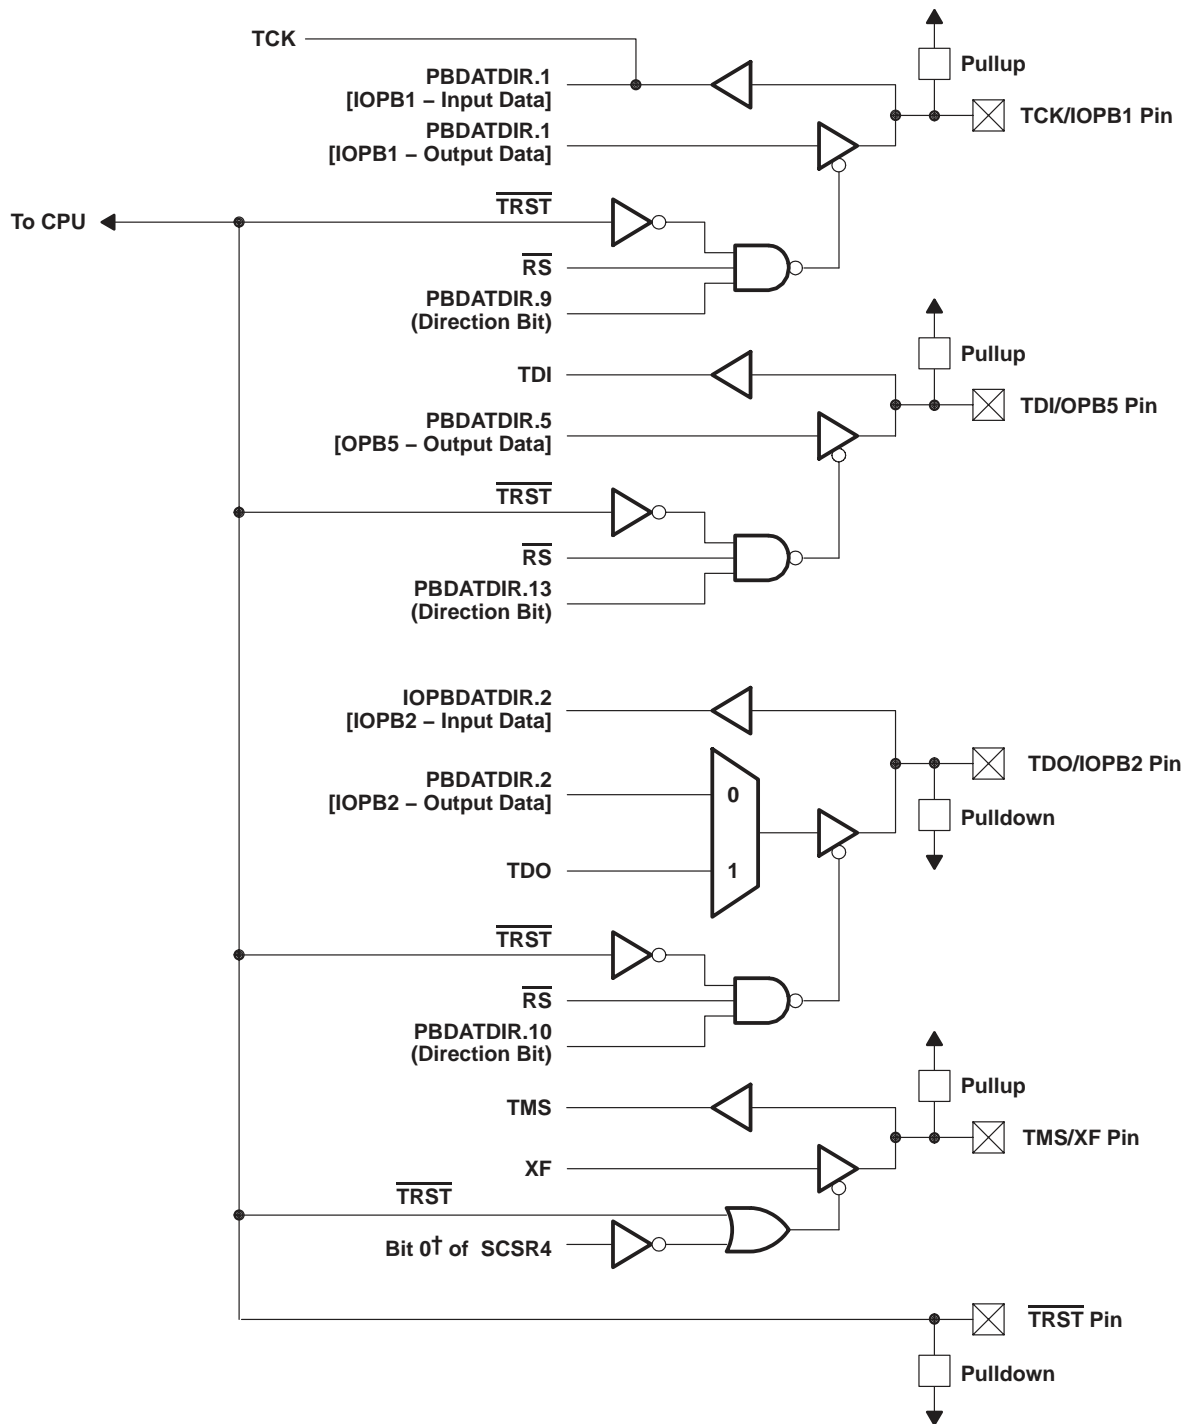 TCK
PBDATDIR.1
[IOPB1 – Input Data]
Pullup
TCK/IOPB1 Pin
PBDATDIR.1
[IOPB1 – Output Data]
To CPU
TRST
RS
PBDATDIR.9
(Direction Bit)
Pullup
TDI
TDI/OPB5 Pin
PBDATDIR.5
[OPB5 – Output Data]
TRST
RS
PBDATDIR.13
(Direction Bit)
IOPBDATDIR.2
[IOPB2 – Input Data]
TDO/IOPB2 Pin
PBDATDIR.2
[IOPB2 – Output Data]
0
Pulldown
TDO
1
TRST
RS
PBDATDIR.10
(Direction Bit)
Pullup
TMS
TMS/XF Pin
XF
TRST
Bit 0† of SCSR4
TRST Pin
Pulldown